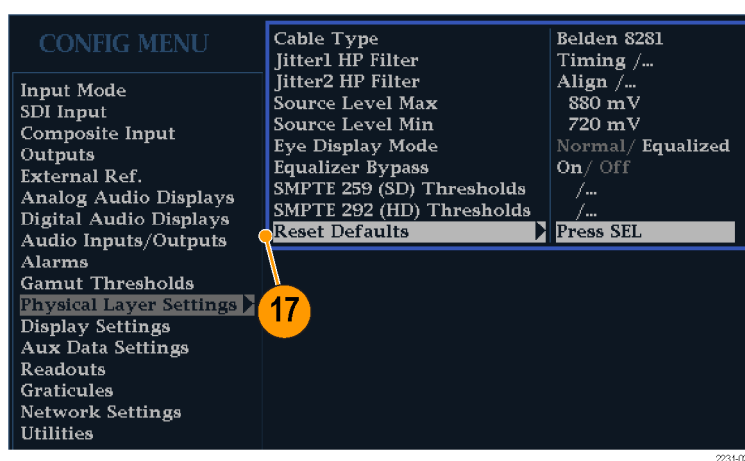 CONFIG MENU
Input Mode
SDI Input
Composite Input
Outputs
External Ref.
Analog Audio Displays
Digital Audio Displays
Audio Inputs/Outputs
Alarms
Gamut Thresholds
Physical Layer Settings
Display Settings
Aux Data Settings
Readouts
Graticules
Network Settings
Utilities
Cable Type Belden 8281
Jitter1 HP Filter Timing /...
Jitter2 HP Filter Align /...
Source Level Max 880 mV
Source Level Min 720 mV
Eye Display Mode Normal/ Equalized
Equalizer Bypass On/ Off
SMPTE 259 (SD) Thresholds /...
SMPTE 292 (HD) Thresholds /...
Reset Defaults Press SEL
17